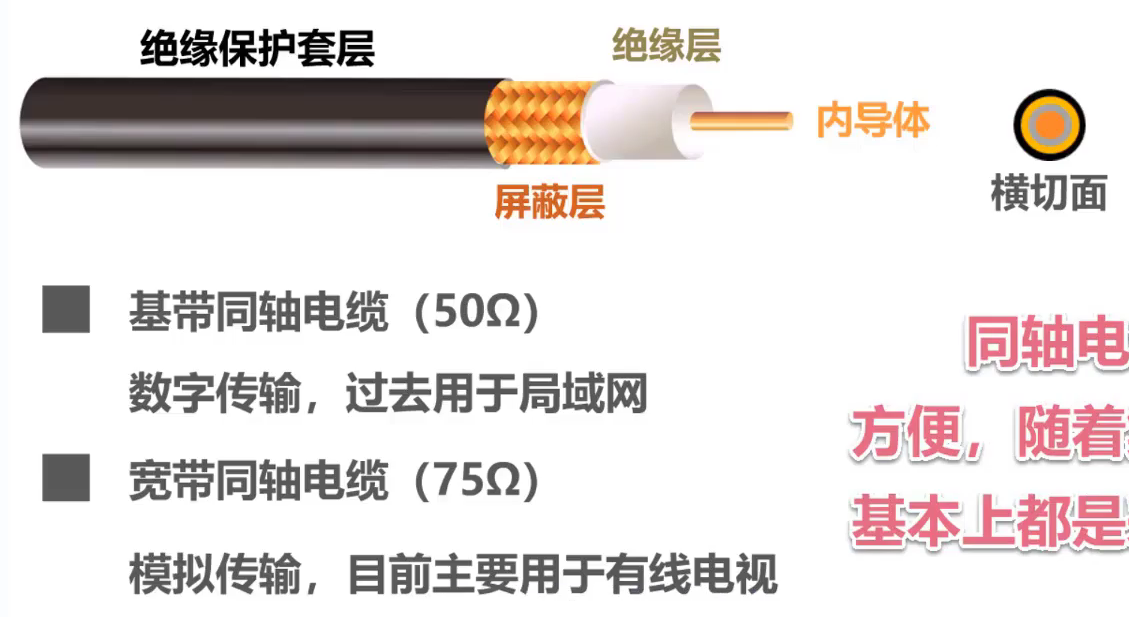 绝缘保护套层
绝缘层
内导体
屏蔽层
横切面
基带同轴电缆（50Ω）
数字传输，过去用于局域网
宽带同轴电缆（75Ω）
模拟传输，目前主要用于有线电视
同轴电
方便，随着
基本上都是